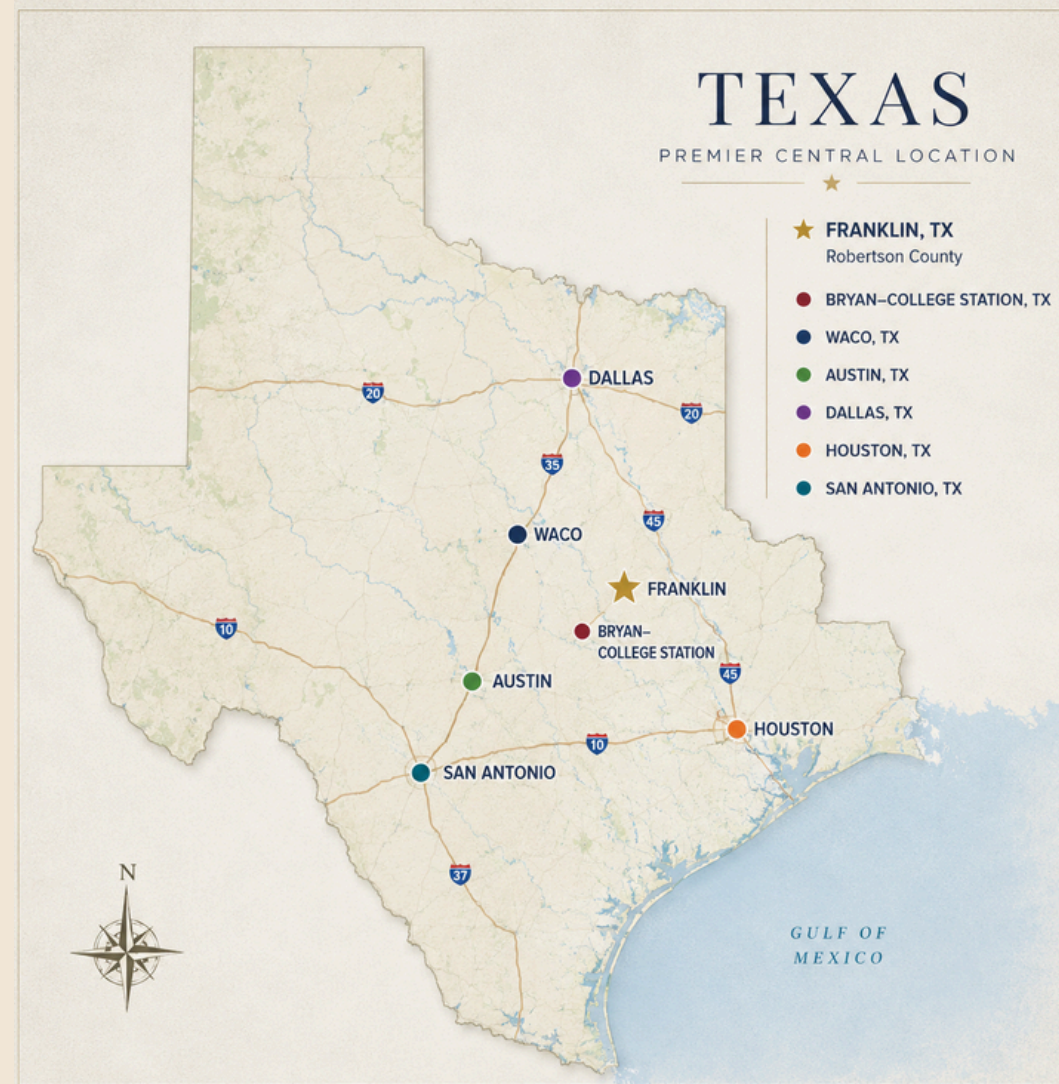 TEXAS
PREMIER CENTRAL LOCATION
FRANKLIN, TX
Robertson County
BRYAN–COLLEGE STATION, TX
WACO, TX
AUSTIN, TX
DALLAS, TX
HOUSTON, TX
SAN ANTONIO, TX
DALLAS
20
20
35
45
WACO
FRANKLIN
BRYAN–
COLLEGE STATION
10
45
AUSTIN
HOUSTON
10
SAN ANTONIO
37
N
GULF OF
MEXICO